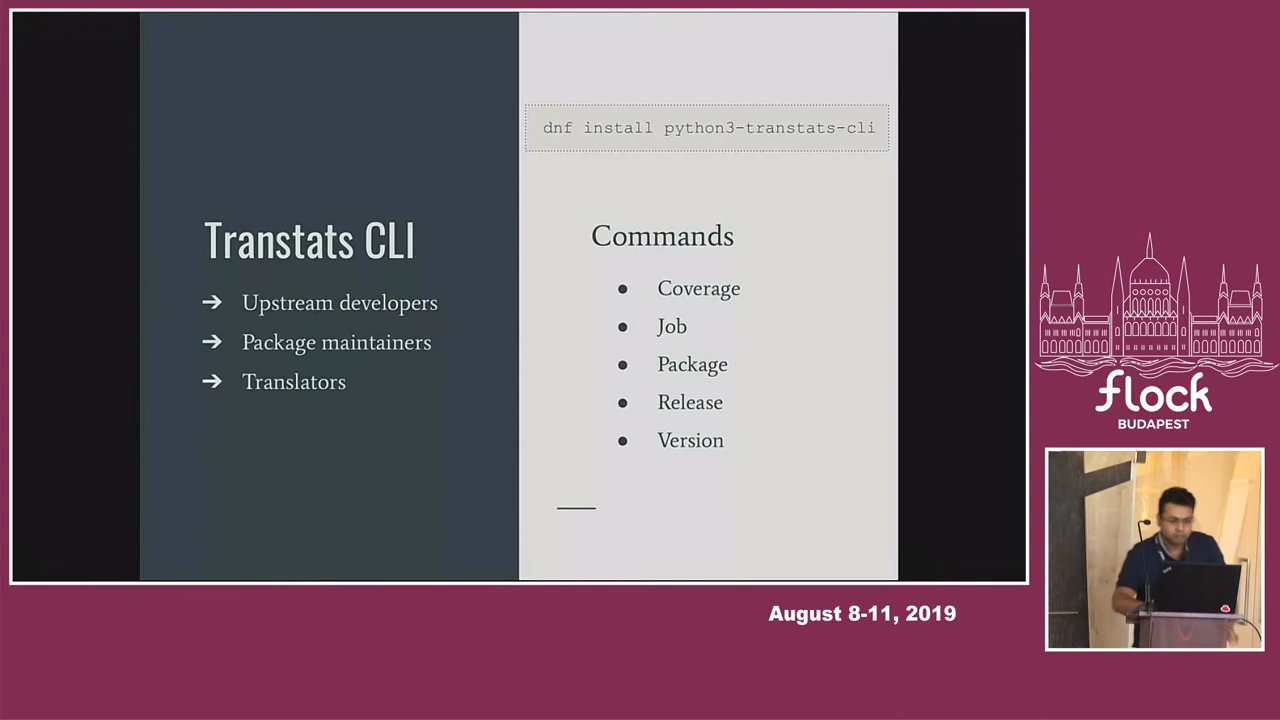 dnf install python3-transtats-cli
Transtats CLI
➔ Upstream developers
➔ Package maintainers
➔ Translators
Commands
● Coverage
● Job
● Package
● Release
● Version
flock
BUDAPEST
August 8-11, 2019